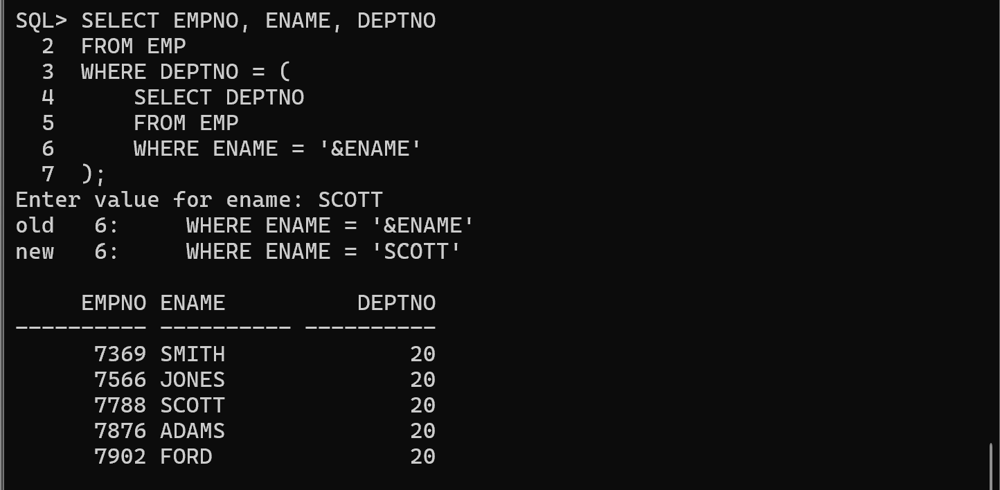 SQL> SELECT EMPNO, ENAME, DEPTNO
  2  FROM EMP
  3  WHERE DEPTNO = (
  4      SELECT DEPTNO
  5      FROM EMP
  6      WHERE ENAME = '&ENAME'
  7  );
Enter value for ename: SCOTT
old   6:     WHERE ENAME = '&ENAME'
new   6:     WHERE ENAME = 'SCOTT'

     EMPNO ENAME          DEPTNO
---------- ---------- ----------
      7369 SMITH              20
      7566 JONES              20
      7788 SCOTT              20
      7876 ADAMS              20
      7902 FORD               20